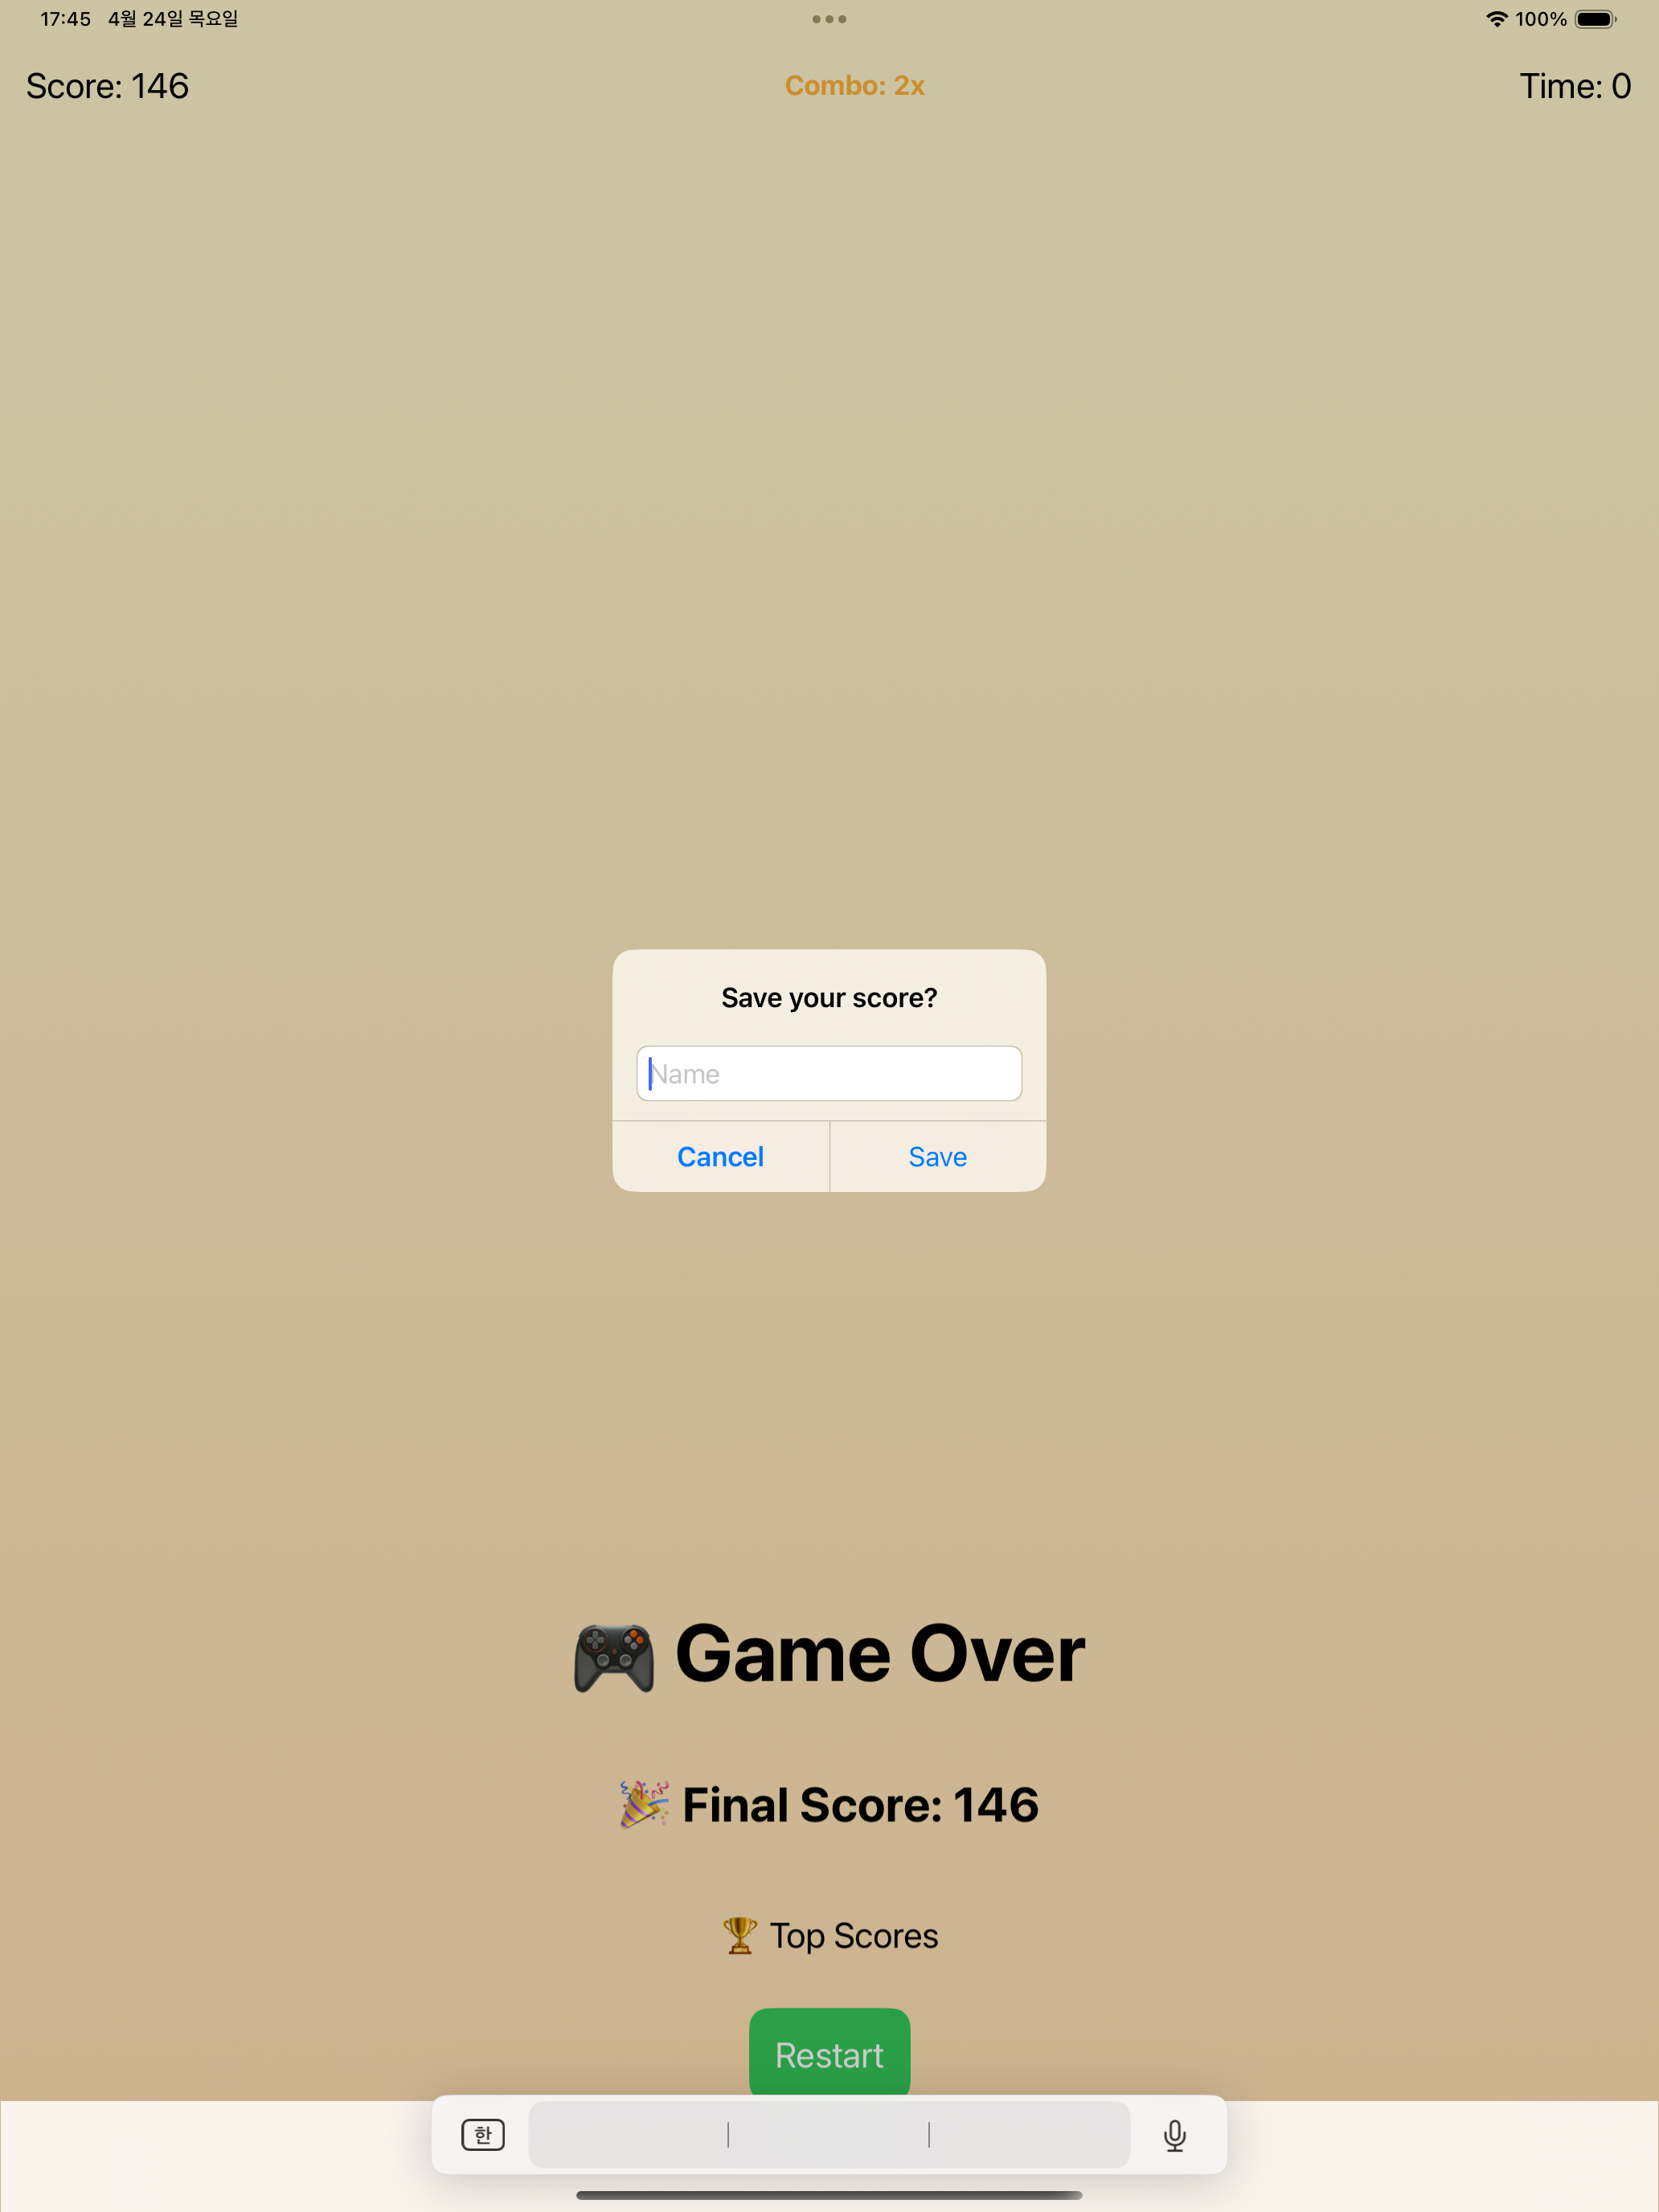 17:45 4월 24일 목요일 100%
Score: 146 Combo: 2x Time: 0
Save your score?
Name
Cancel Save
Game Over
Final Score: 146
Top Scores
Restart
한